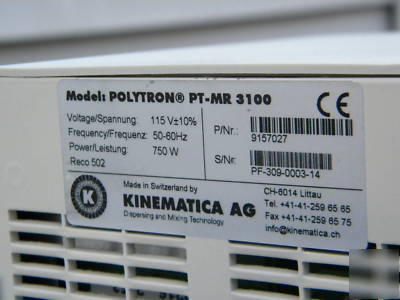 Model: POLYTRON® PT-MR 3100
CE
Voltage/Spannung: 115 V±10%
Frequency/Frequenz: 50-60Hz
Power/Leistung: 750 W
Reco 502
P/Nr: 9157027
S/Nr: PF-309-0003-14
K
Made in Switzerland by
KINEMATICA AG
Dispersing and Mixing Technology
CH-6014 Littau
Tel. +41-41-259 65 65
Fax +41-41-259 65 75
info@kinematica.ch